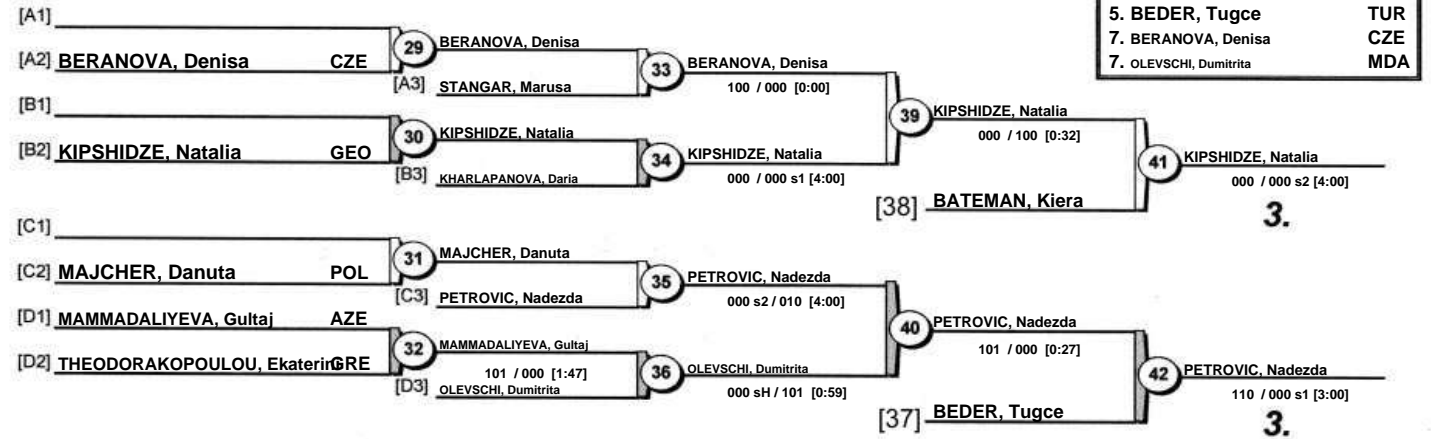 [A1]
[A2] BERANOVA, Denisa CZE
29
BERANOVA, Denisa
[A3] STANGAR, Marusa
33
BERANOVA, Denisa
100 / 000 [0:00]
[B1]
[B2] KIPSHIDZE, Natalia GEO
30
KIPSHIDZE, Natalia
[B3] KHARLAPANOVA, Daria
34
KIPSHIDZE, Natalia
000 / 000 s1 [4:00]
39
KIPSHIDZE, Natalia
000 / 100 [0:32]
[38] BATEMAN, Kiera
41
KIPSHIDZE, Natalia
000 / 000 s2 [4:00]
3.
[C1]
[C2] MAJCHER, Danuta POL
31
MAJCHER, Danuta
[C3] PETROVIC, Nadezda
35
PETROVIC, Nadezda
000 s2 / 010 [4:00]
[D1] MAMMADALIYEVA, Gultaj AZE
[D2] THEODORAKOPOULOU, Ekaterin GRE
32
MAMMADALIYEVA, Gultaj
101 / 000 [1:47]
[D3] OLEVSCHI, Dumitrita
36
OLEVSCHI, Dumitrita
000 sH / 101 [0:59]
40
PETROVIC, Nadezda
101 / 000 [0:27]
[37] BEDER, Tugce
42
PETROVIC, Nadezda
110 / 000 s1 [3:00]
3.
5. BEDER, Tugce TUR
7. BERANOVA, Denisa CZE
7. OLEVSCHI, Dumitrita MDA